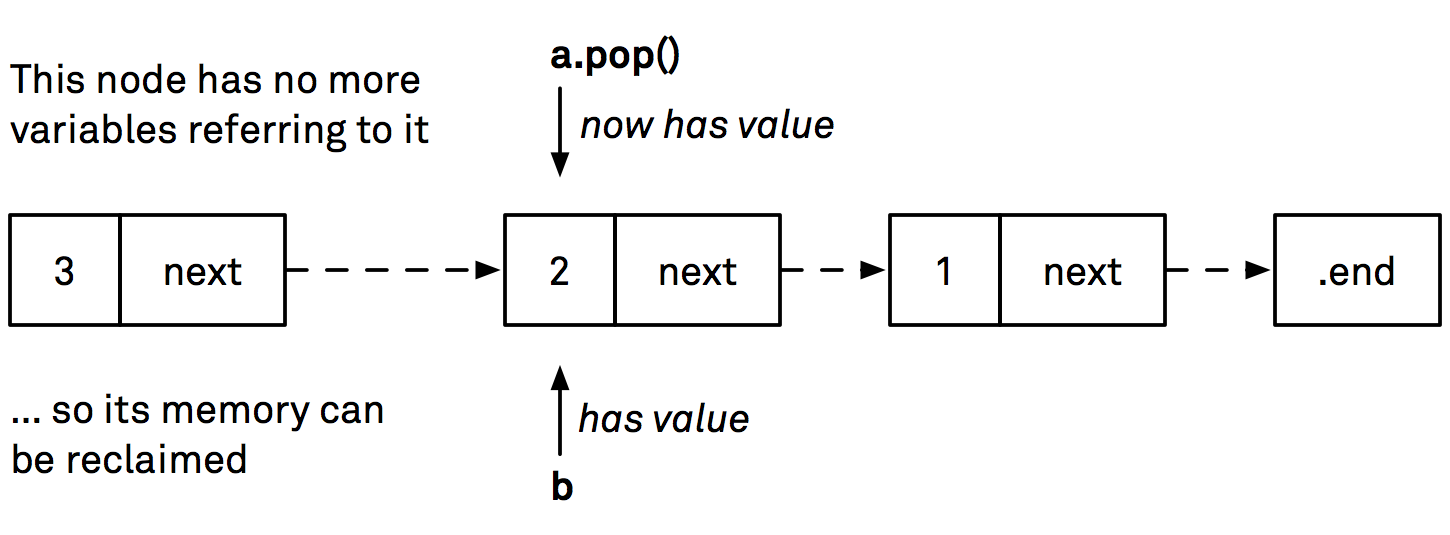 a.pop()
This node has no more
variables referring to it
now has value
3 next 2 next 1 next .end
... so its memory can
be reclaimed
has value
b